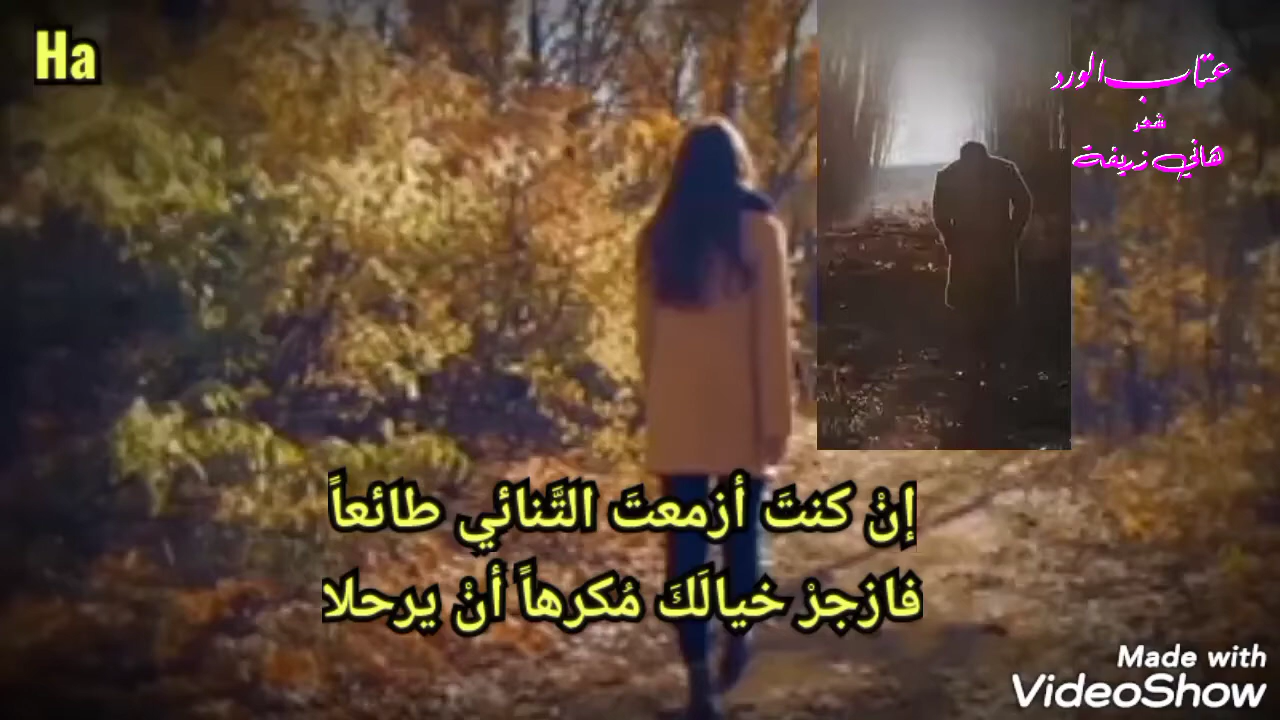 Ha
عتاب الورد
شعر
هاني زريفة
إنْ كنتَ أزمعتَ التَّنائي طائعاً
فازجرْ خيالَكَ مُكرهاً أنْ يرحلا
Made with
VideoShow